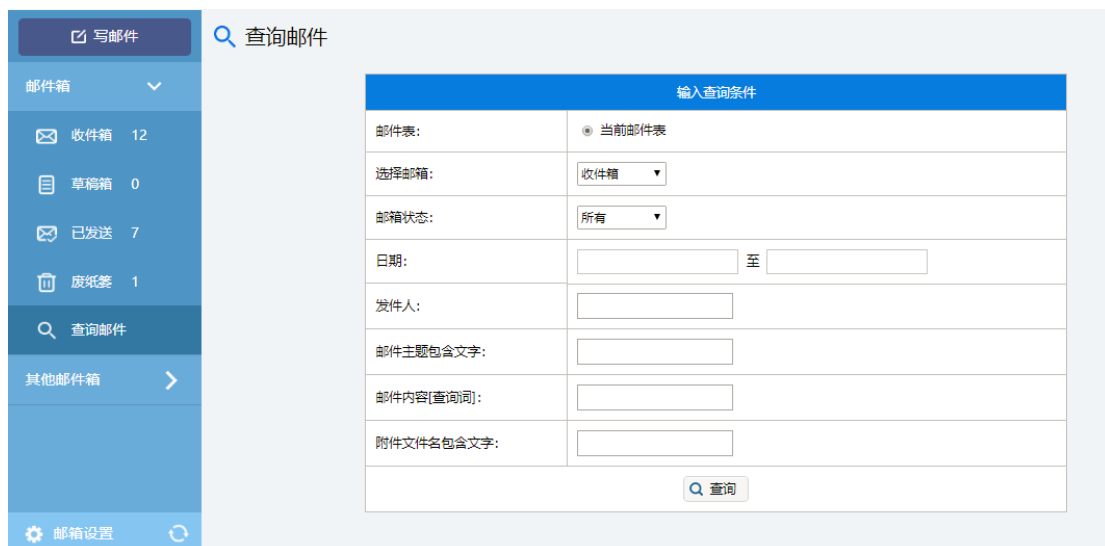 写邮件
邮件箱
收件箱 12
草稿箱 0
已发送 7
废纸篓 1
查询邮件
其他邮件箱
邮箱设置
查询邮件
输入查询条件
邮件表: 当前邮件表
选择邮箱: 收件箱
邮箱状态: 所有
日期: 至
发件人:
邮件主题包含文字:
邮件内容[查询词]:
附件文件名包含文字:
查询